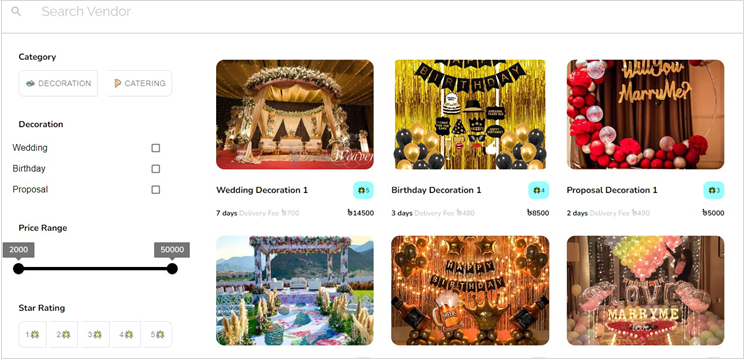 Search Vendor
Category
DECORATION
CATERING
Decoration
Wedding
Birthday
Proposal
Price Range
2000
50000
Star Rating
1
2
3
4
5
Weaver
HAPPY
BIRTHDAY
Will You
Marry Me?
Wedding Decoration 1
5
7 days Delivery Fee ৳700
৳14500
Birthday Decoration 1
4
3 days Delivery Fee ৳480
৳8500
Proposal Decoration 1
3
2 days Delivery Fee ৳490
৳5000
HAPPY
BIRTHDAY
BEER
LOVE
MARRY ME